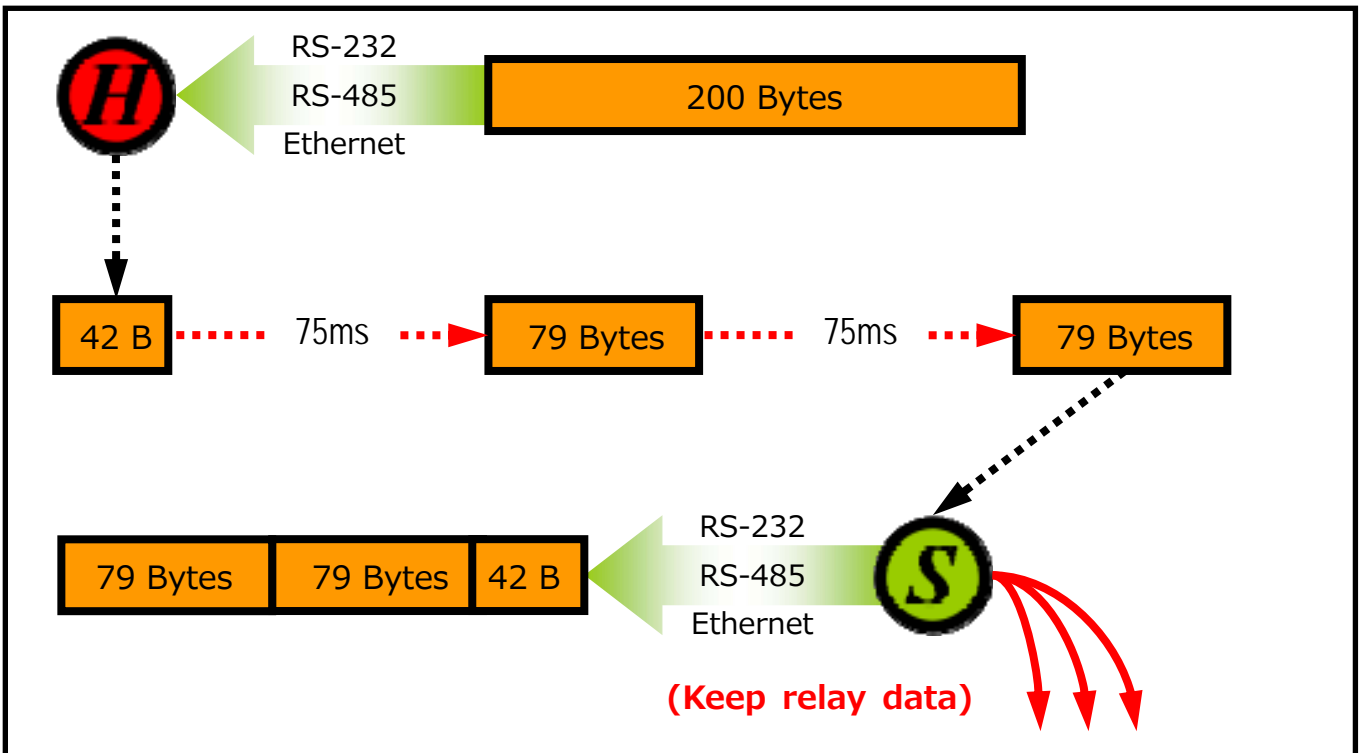 H
RS-232
RS-485
Ethernet
200 Bytes
42 B
75ms
79 Bytes
75ms
79 Bytes
79 Bytes
79 Bytes
42 B
RS-232
RS-485
Ethernet
S
(Keep relay data)